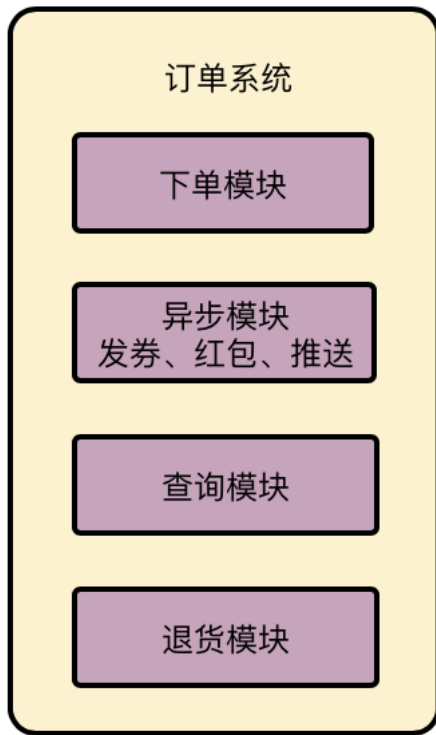 订单系统
下单模块
异步模块
发券、红包、推送
查询模块
退货模块